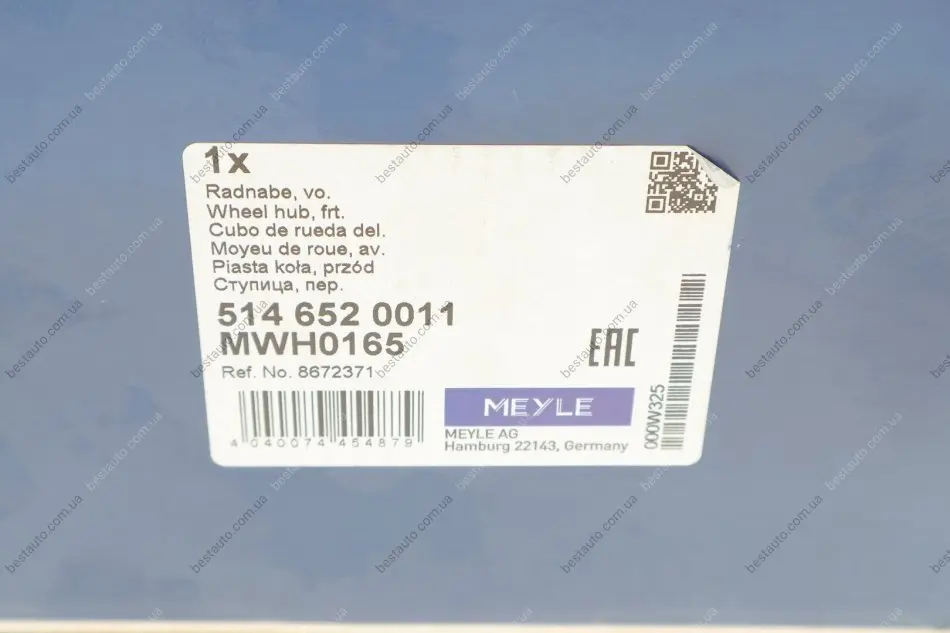 1x
Radnabe, vo.
Wheel hub, frt.
Cubo de rueda del.
Moyeu de roue, av.
Piasta koła, przód
Ступица, пер.
514 652 0011
MWH0165
Ref. No. 8672371
4 040074 454879
EAC
MEYLE
MEYLE AG
Hamburg 22143, Germany
000W325
bestauto.com.ua